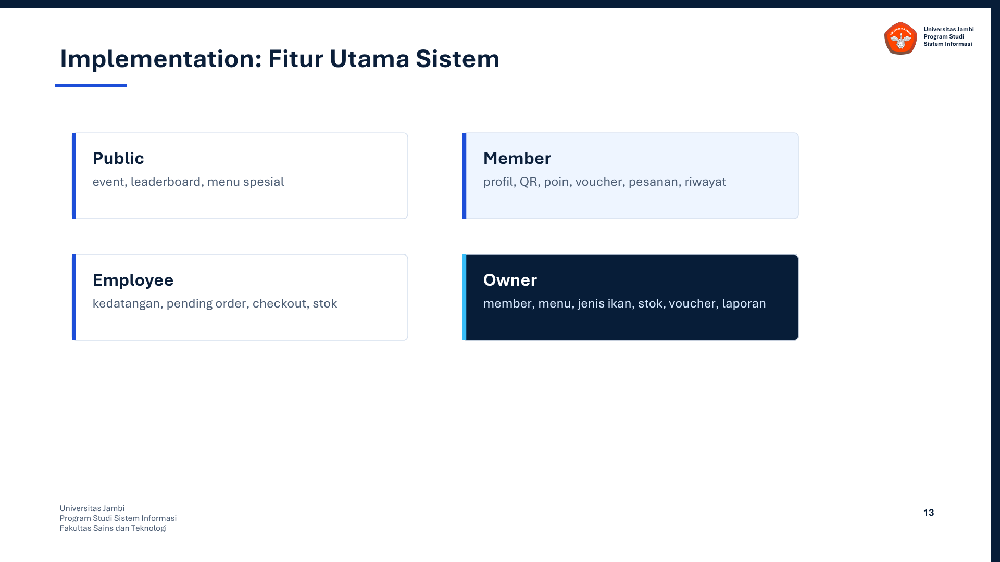 Universitas Jambi
Program Studi
Sistem Informasi
UNIVERSITAS JAMBI
Implementation: Fitur Utama Sistem
Public
event, leaderboard, menu spesial
Member
profil, QR, poin, voucher, pesanan, riwayat
Employee
kedatangan, pending order, checkout, stok
Owner
member, menu, jenis ikan, stok, voucher, laporan
Universitas Jambi
Program Studi Sistem Informasi
Fakultas Sains dan Teknologi
13